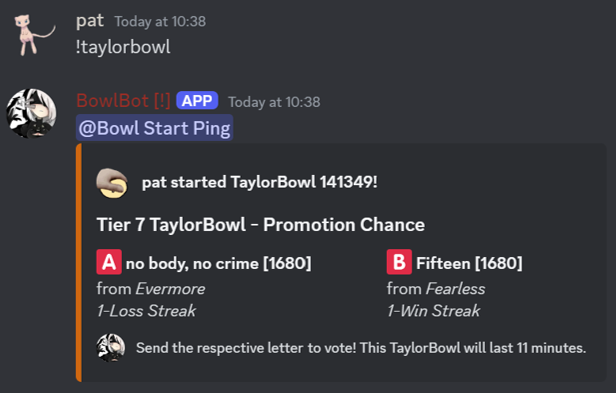 pat Today at 10:38
!taylorbowl
BowlBot [!] APP Today at 10:38
@Bowl Start Ping
pat started TaylorBowl 141349!
Tier 7 TaylorBowl - Promotion Chance
A no body, no crime [1680]
from Evermore
1-Loss Streak
B Fifteen [1680]
from Fearless
1-Win Streak
Send the respective letter to vote! This TaylorBowl will last 11 minutes.